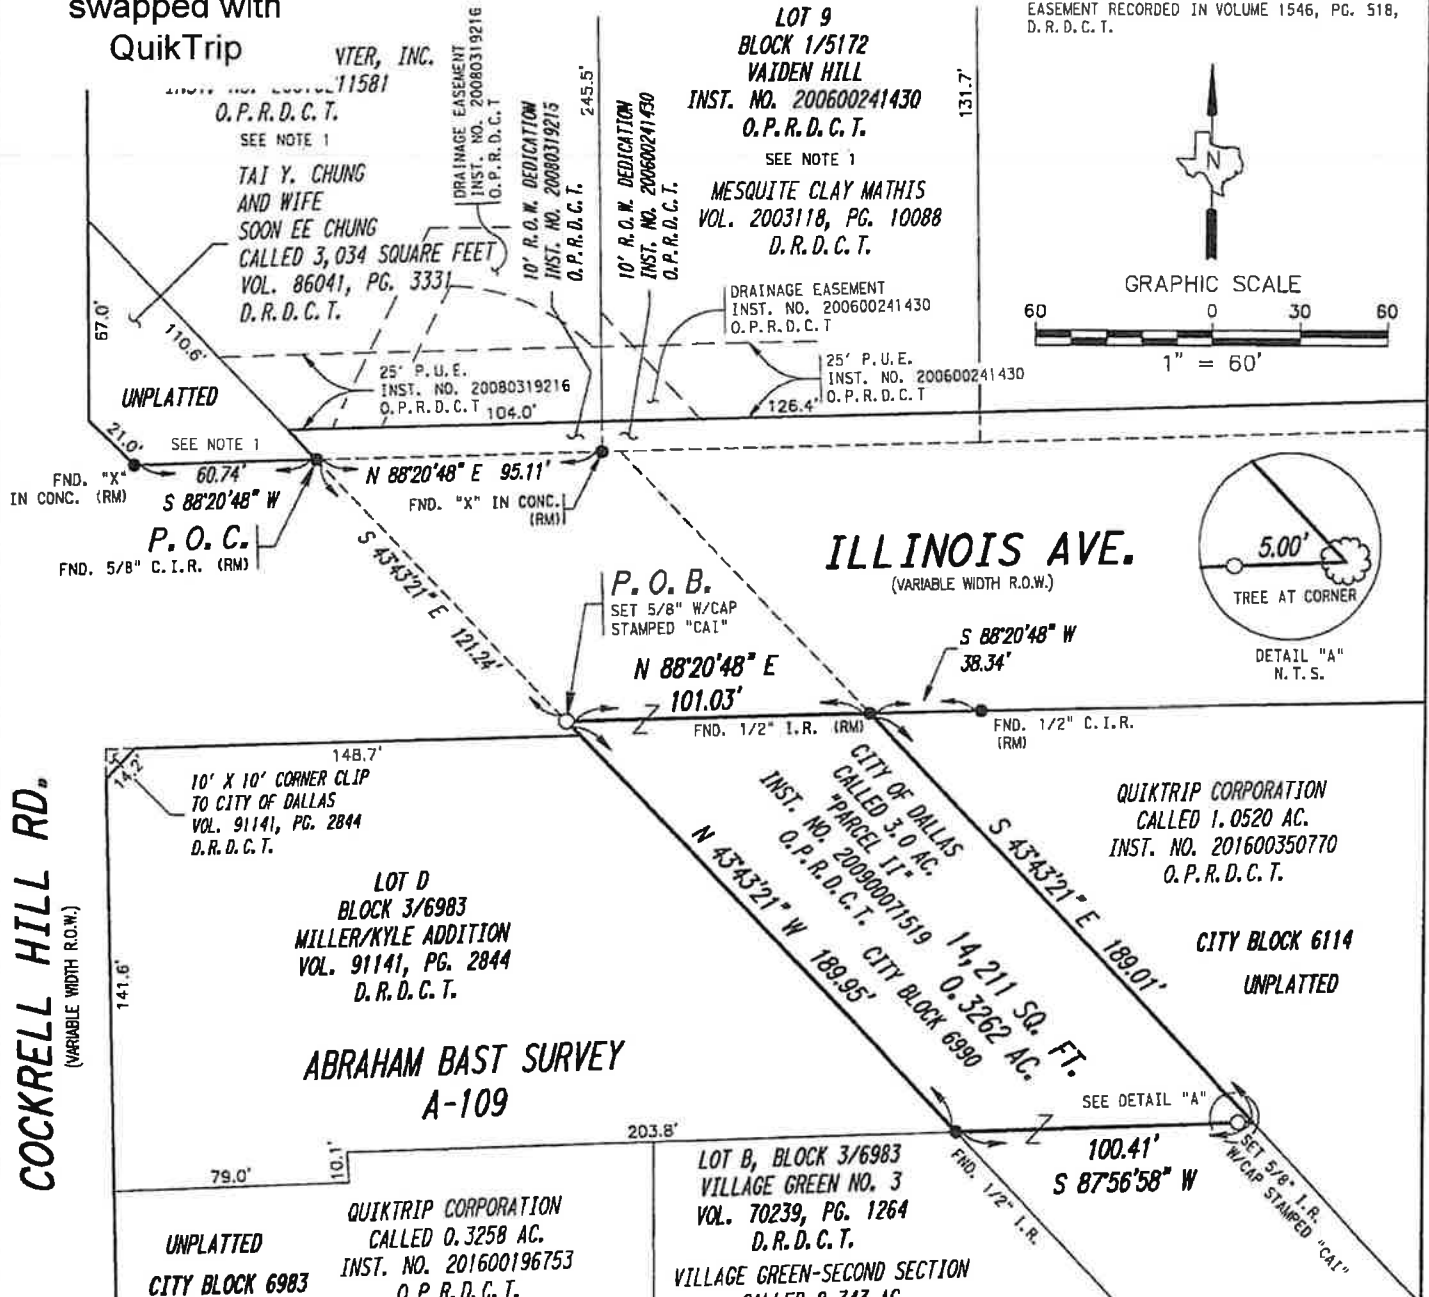 swapped with
QuikTrip
YTER, INC.
11581
O.P.R.D.C.T.
SEE NOTE 1
TAI Y. CHUNG
AND WIFE
SOON EE CHUNG
CALLED 3,034 SQUARE FEET
VOL. 86041, PG. 3331
D.R.D.C.T.
DRAINAGE EASEMENT
INST. NO. 20080319216
O.P.R.D.C.T
10' R.O.W. DEDICATION
INST. NO. 20080319215
O.P.R.D.C.T.
245.5'
10' R.O.W. DEDICATION
INST. NO. 200600241430
O.P.R.D.C.T.
LOT 9
BLOCK 1/5172
VAIDEN HILL
INST. NO. 200600241430
O.P.R.D.C.T.
SEE NOTE 1
MESQUITE CLAY MATHIS
VOL. 2003118, PG. 10088
D.R.D.C.T.
131.7'
EASEMENT RECORDED IN VOLUME 1546, PG. 518,
D.R.D.C.T.
N
GRAPHIC SCALE
60 0 30 60
1" = 60'
DRAINAGE EASEMENT
INST. NO. 200600241430
O.P.R.D.C.T
67.0'
110.6'
UNPLATTED
25' P.U.E.
INST. NO. 20080319216
O.P.R.D.C.T
104.0'
25' P.U.E.
INST. NO. 200600241430
O.P.R.D.C.T
126.4'
21.0'
SEE NOTE 1
FND. "X"
IN CONC. (RM)
60.74'
S 88°20'48" W
N 88°20'48" E 95.11'
FND. "X" IN CONC.
(RM)
P.O.C.
FND. 5/8" C.I.R. (RM)
S 43°43'21" E 121.24'
ILLINOIS AVE.
(VARIABLE WIDTH R.O.W.)
5.00'
TREE AT CORNER
DETAIL "A"
N.T.S.
P.O.B.
SET 5/8" W/CAP
STAMPED "CAI"
N 88°20'48" E
101.03'
S 88°20'48" W
38.34'
FND. 1/2" I.R. (RM)
FND. 1/2" C.I.R.
(RM)
148.7'
14.2'
10' X 10' CORNER CLIP
TO CITY OF DALLAS
VOL. 91141, PG. 2844
D.R.D.C.T.
COCKRELL HILL RD.
(VARIABLE WIDTH R.O.W.)
141.6'
LOT D
BLOCK 3/6983
MILLER/KYLE ADDITION
VOL. 91141, PG. 2844
D.R.D.C.T.
ABRAHAM BAST SURVEY
A-109
N 43°43'21" W 189.95'
CITY OF DALLAS
CALLED 3.0 AC.
"PARCEL II"
INST. NO. 200900071519
O.P.R.D.C.T.
CITY BLOCK 6990
14,211 SQ. FT.
0.3262 AC.
S 43°43'21" E 189.01'
QUIKTRIP CORPORATION
CALLED 1.0520 AC.
INST. NO. 201600350770
O.P.R.D.C.T.
CITY BLOCK 6114
UNPLATTED
SEE DETAIL "A"
100.41'
S 87°56'58" W
SET 5/8" I.R.
W/CAP STAMPED "CAI"
FND. 1/2" I.R.
203.8'
79.0'
10.1'
UNPLATTED
CITY BLOCK 6983
QUIKTRIP CORPORATION
CALLED 0.3258 AC.
INST. NO. 201600196753
O.P.R.D.C.T.
LOT B, BLOCK 3/6983
VILLAGE GREEN NO. 3
VOL. 70239, PG. 1264
D.R.D.C.T.
VILLAGE GREEN-SECOND SECTION